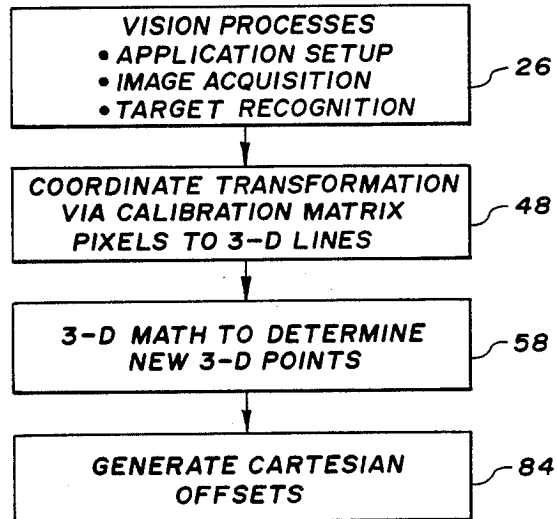 VISION PROCESSES
• APPLICATION SETUP
• IMAGE ACQUISITION
• TARGET RECOGNITION
26
COORDINATE TRANSFORMATION
VIA CALIBRATION MATRIX
PIXELS TO 3-D LINES
48
3-D MATH TO DETERMINE
NEW 3-D POINTS
58
GENERATE CARTESIAN
OFFSETS
84